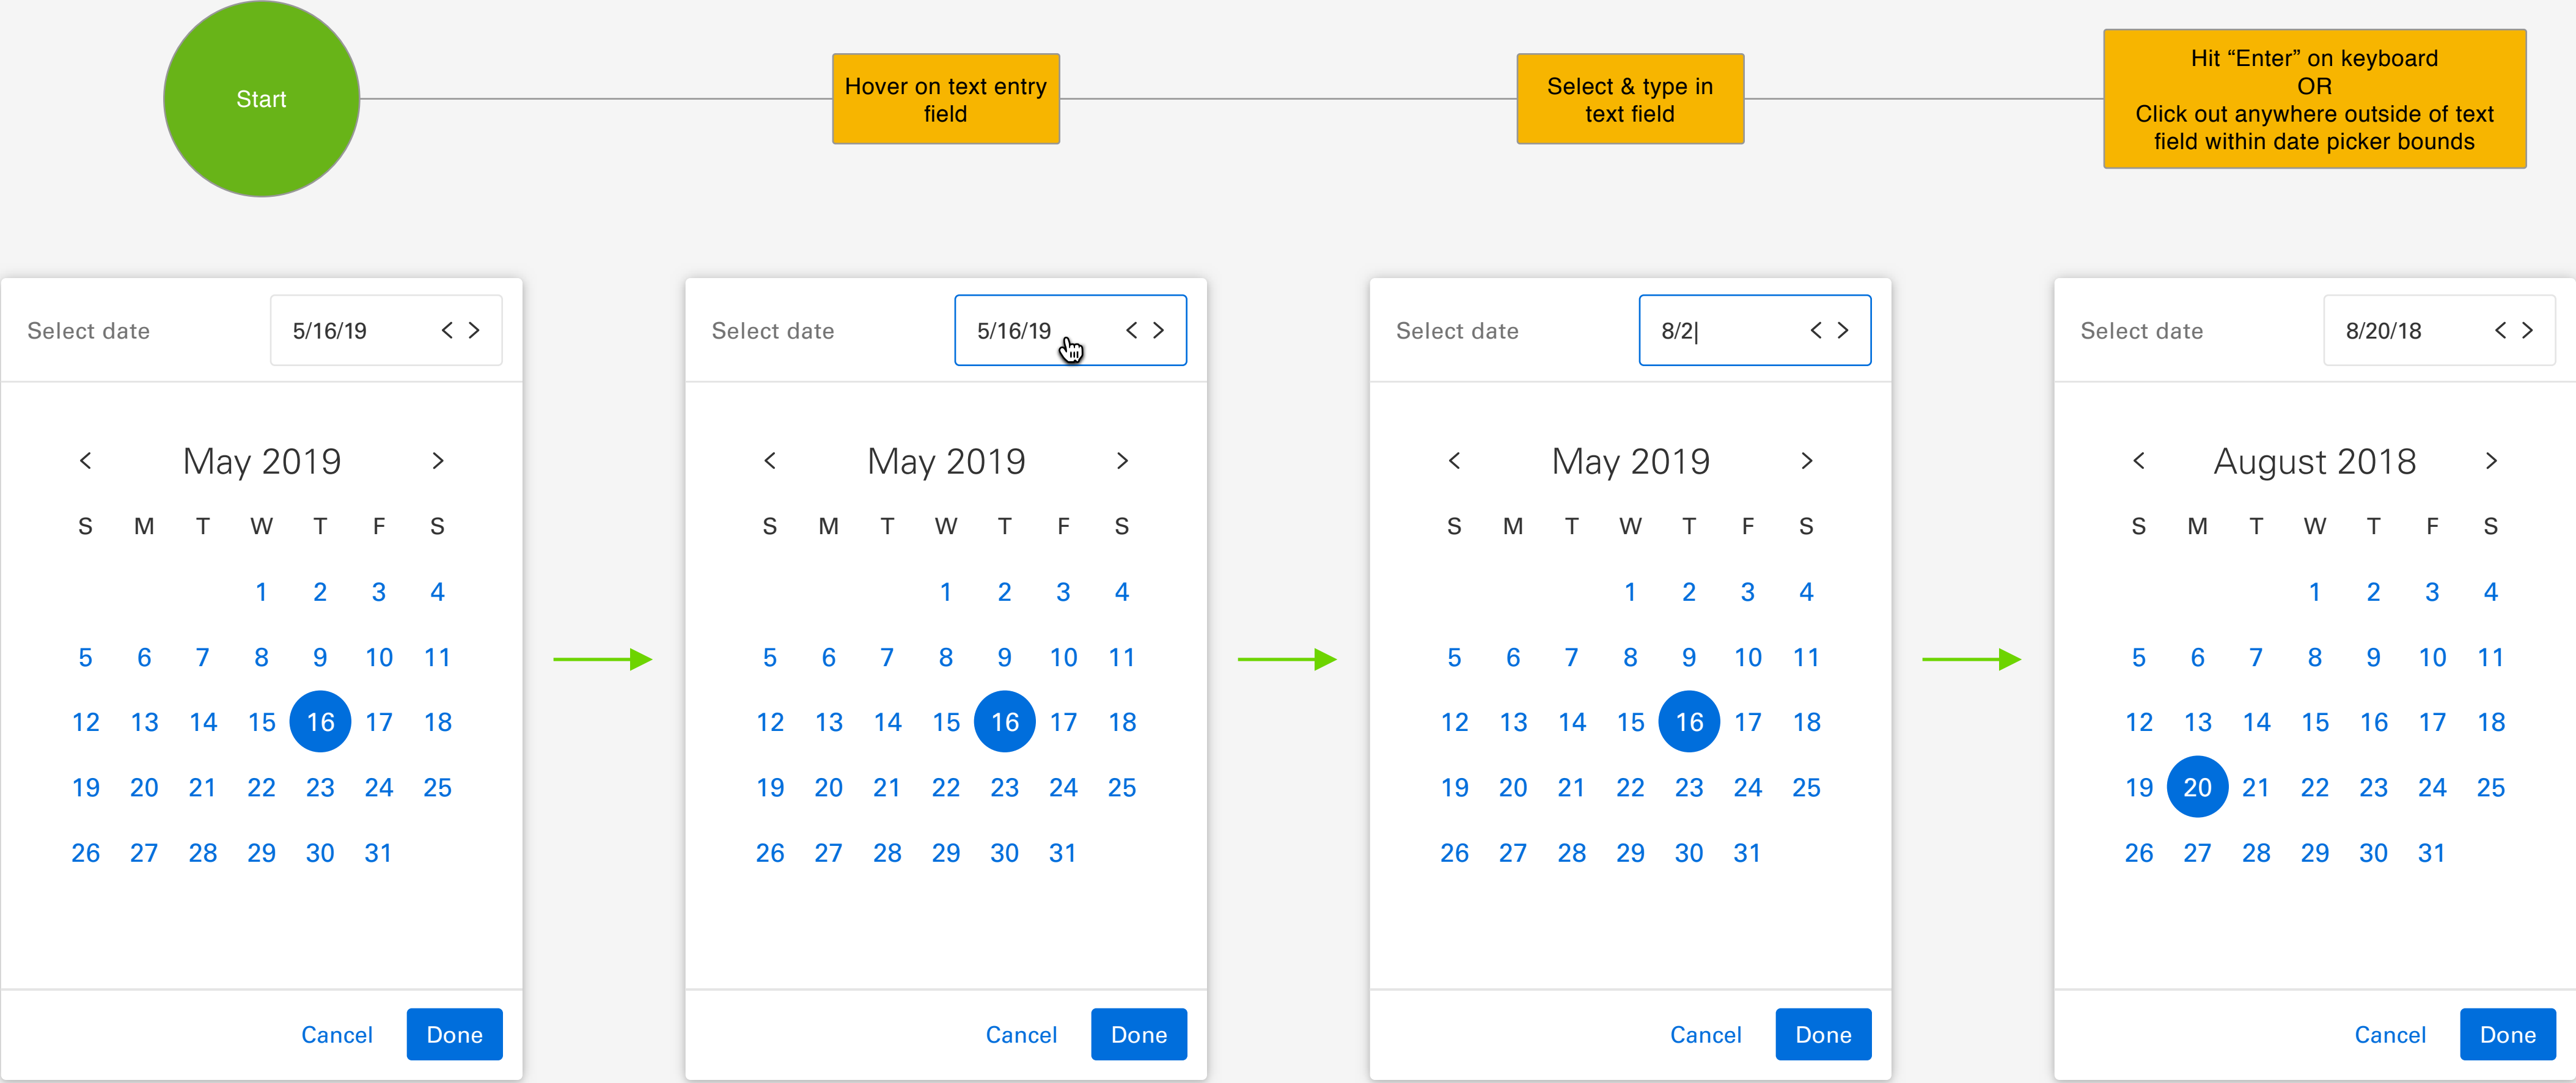 Start
Hover on text entry
field
Select & type in
text field
Hit “Enter” on keyboard
OR
Click out anywhere outside of text
field within date picker bounds
Select date 5/16/19 < >
< May 2019 >
S M T W T F S
1 2 3 4
5 6 7 8 9 10 11
12 13 14 15 16 17 18
19 20 21 22 23 24 25
26 27 28 29 30 31
Cancel Done
Select date 5/16/19 < >
< May 2019 >
S M T W T F S
1 2 3 4
5 6 7 8 9 10 11
12 13 14 15 16 17 18
19 20 21 22 23 24 25
26 27 28 29 30 31
Cancel Done
Select date 8/2| < >
< May 2019 >
S M T W T F S
1 2 3 4
5 6 7 8 9 10 11
12 13 14 15 16 17 18
19 20 21 22 23 24 25
26 27 28 29 30 31
Cancel Done
Select date 8/20/18 < >
< August 2018 >
S M T W T F S
1 2 3 4
5 6 7 8 9 10 11
12 13 14 15 16 17 18
19 20 21 22 23 24 25
26 27 28 29 30 31
Cancel Done